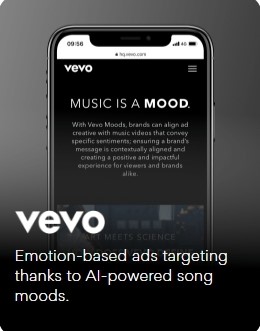 09:56
4G
hq.vevo.com
vevo
MUSIC IS A MOOD.
With Vevo Moods, brands can align ad
creative with music videos that convey
specific sentiments; ensuring a brand's
message is contextually aligned and
creating a positive and impactful
experience for viewers and brands
alike.
vevo
ART MEETS SCIENCE
Emotion-based ads targeting
thanks to AI-powered song
moods.